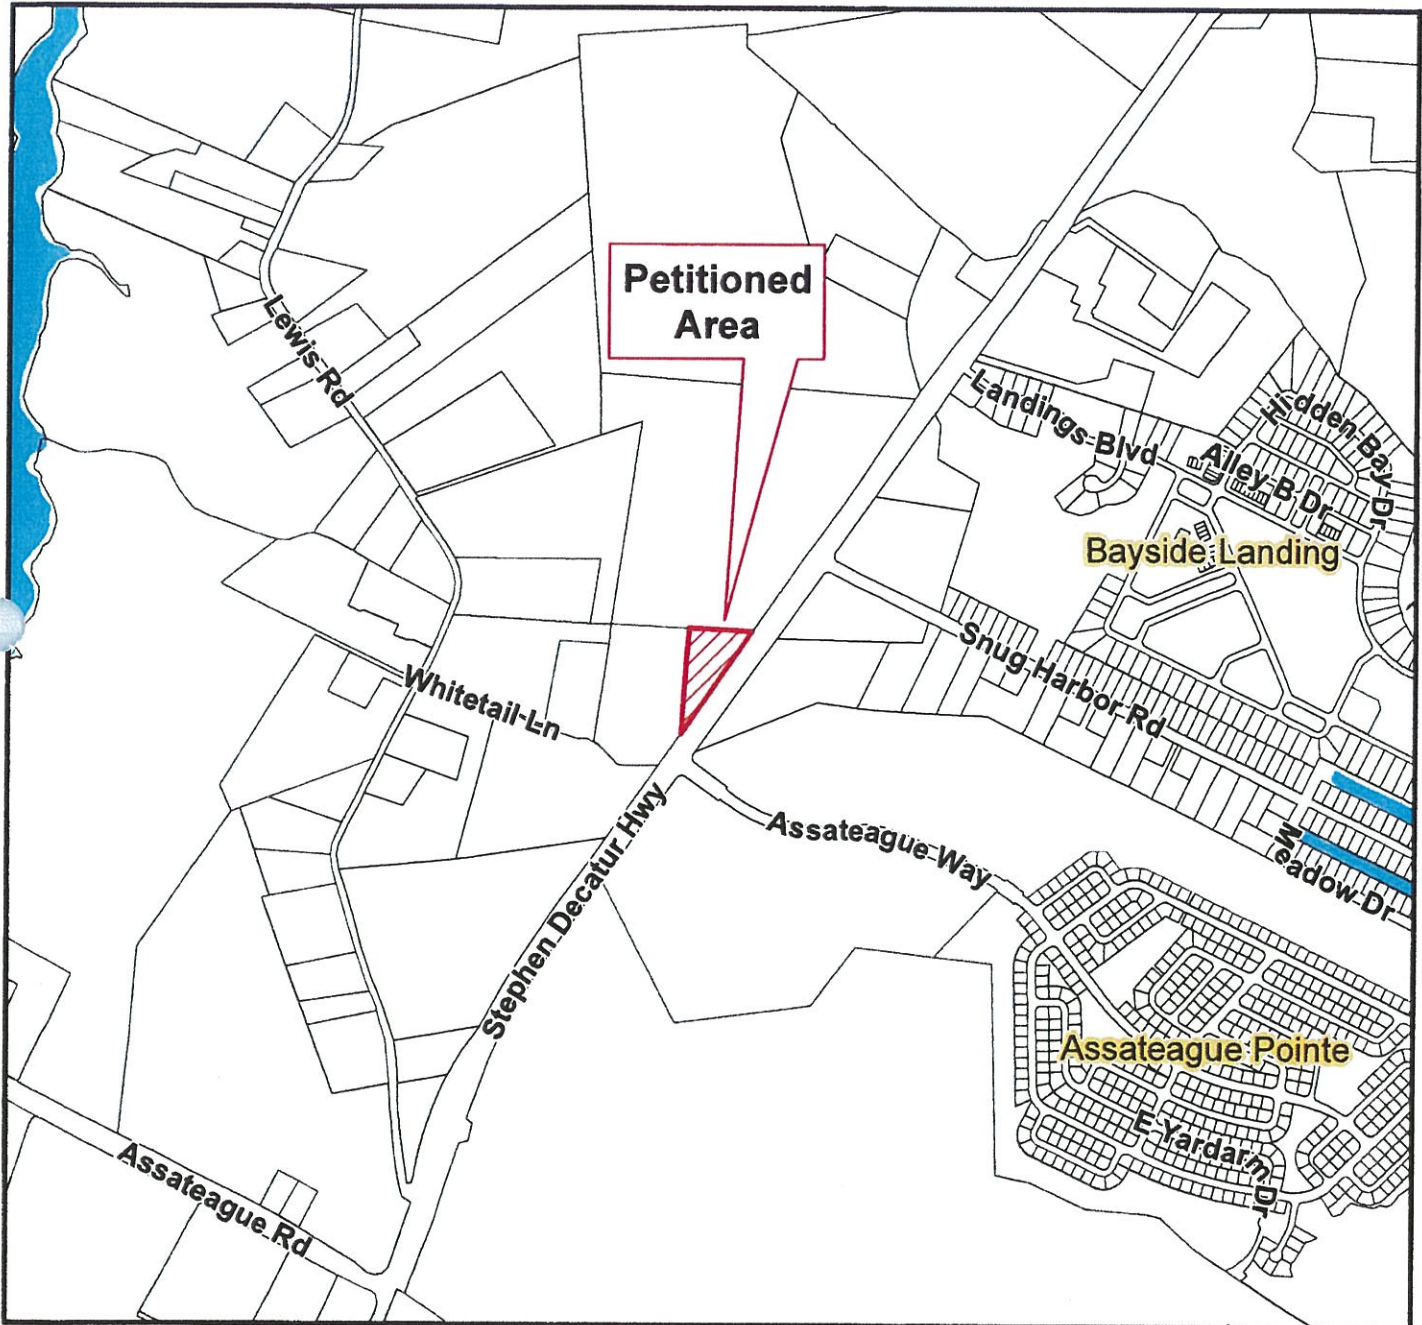 Petitioned
Area
Lewis Rd
Landings Blvd
Hidden Bay Dr
Alley B Dr
Bayside Landing
Snug Harbor Rd
Whitetail Ln
Stephen Decatur Hwy
Assateague Way
Meadow Dr
Assateague Pointe
E Yardarm Dr
Assateague Rd